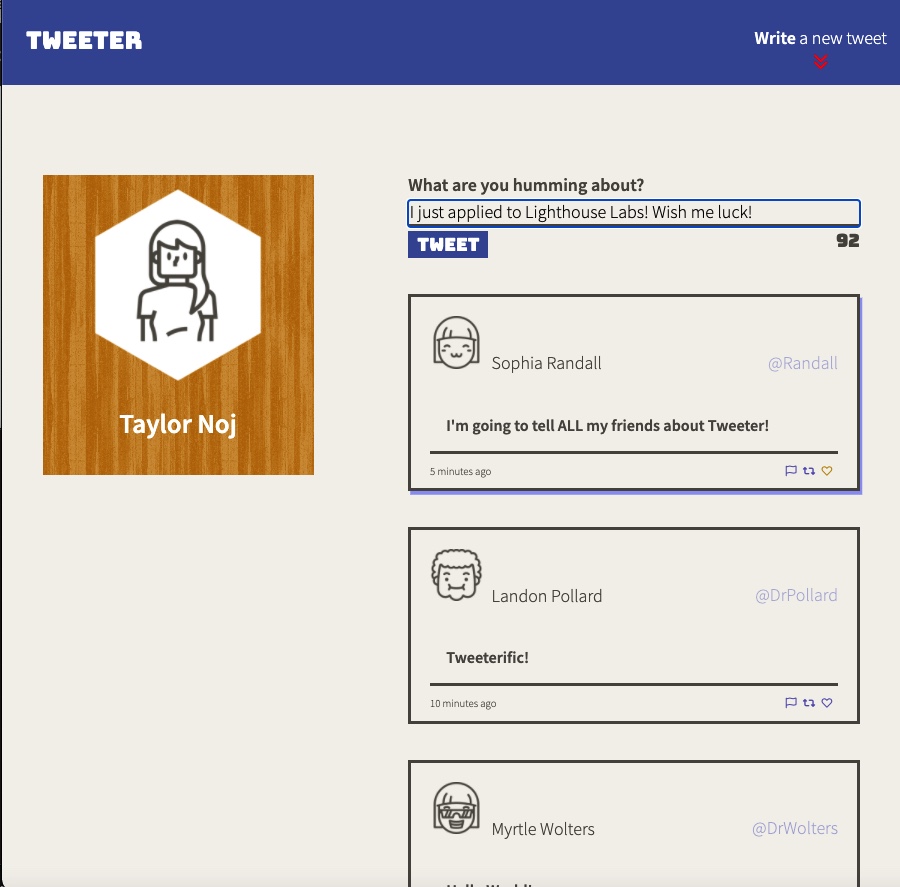 TWEETER
Write a new tweet
Taylor Noj
What are you humming about?
I just applied to Lighthouse Labs! Wish me luck!
TWEET
92
Sophia Randall
@Randall
I'm going to tell ALL my friends about Tweeter!
5 minutes ago
Landon Pollard
@DrPollard
Tweeterific!
10 minutes ago
Myrtle Wolters
@DrWolters